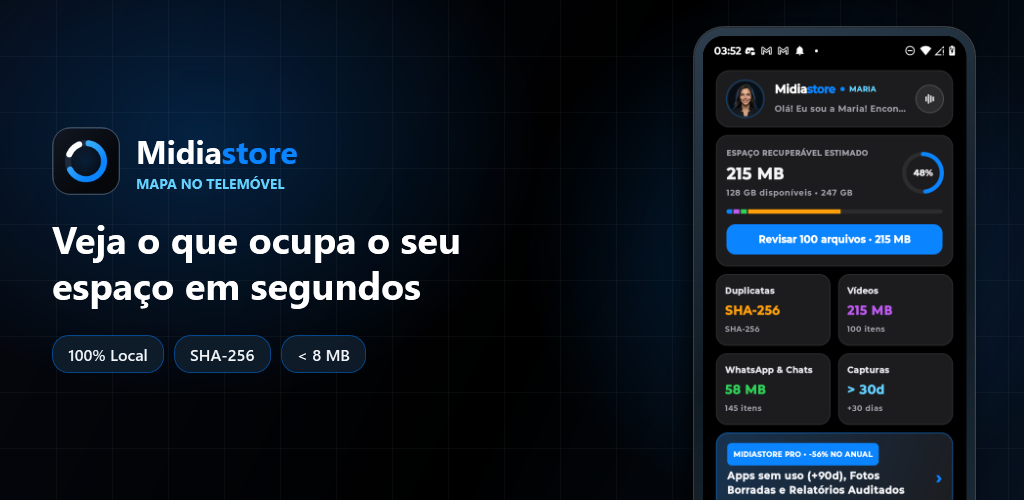 Midiastore
MAPA NO TELEMÓVEL
Veja o que ocupa o seu
espaço em segundos
100% Local
SHA-256
< 8 MB
03:52
Midiastore • MARIA
Olá! Eu sou a Maria! Encon...
ESPAÇO RECUPERÁVEL ESTIMADO
215 MB
128 GB disponíveis • 247 GB
48%
Revisar 100 arquivos · 215 MB
Duplicatas
SHA-256
SHA-256
Vídeos
215 MB
100 itens
WhatsApp & Chats
58 MB
145 itens
Capturas
> 30d
+30 dias
MIDIASTORE PRO • -56% NO ANUAL
Apps sem uso (+90d), Fotos
Borradas e Relatórios Auditados